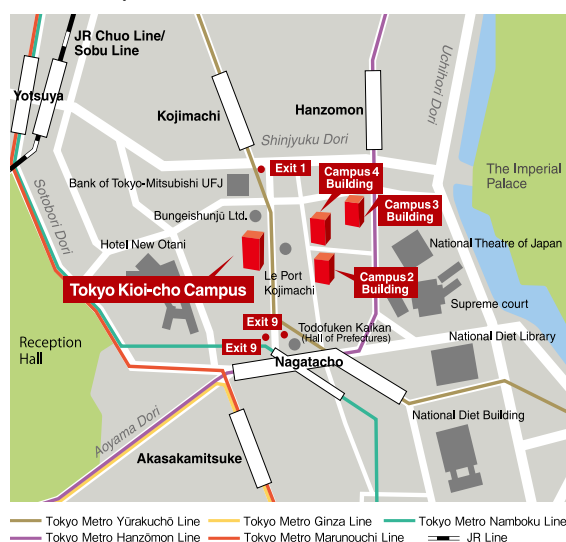 JR Chuo Line/
Sobu Line
Yotsuya
Kojimachi
Hanzomon
Uchibori Dori
Shinjyuku Dori
Exit 1
Campus 4
Building
The Imperial
Palace
Bank of Tokyo-Mitsubishi UFJ
Campus 3
Building
Sotobori Dori
Bungeishunjū Ltd.
Hotel New Otani
National Theatre of Japan
Tokyo Kioi-cho Campus
Le Port
Kojimachi
Campus 2
Building
Supreme court
Exit 9
Todofuken Kaikan
(Hall of Prefectures)
National Diet Library
Reception
Hall
Exit 9
Nagatacho
Aoyama Dori
National Diet Building
Akasakamitsuke
Tokyo Metro Yūrakuchō Line
Tokyo Metro Ginza Line
Tokyo Metro Namboku Line
Tokyo Metro Hanzōmon Line
Tokyo Metro Marunouchi Line
JR Line